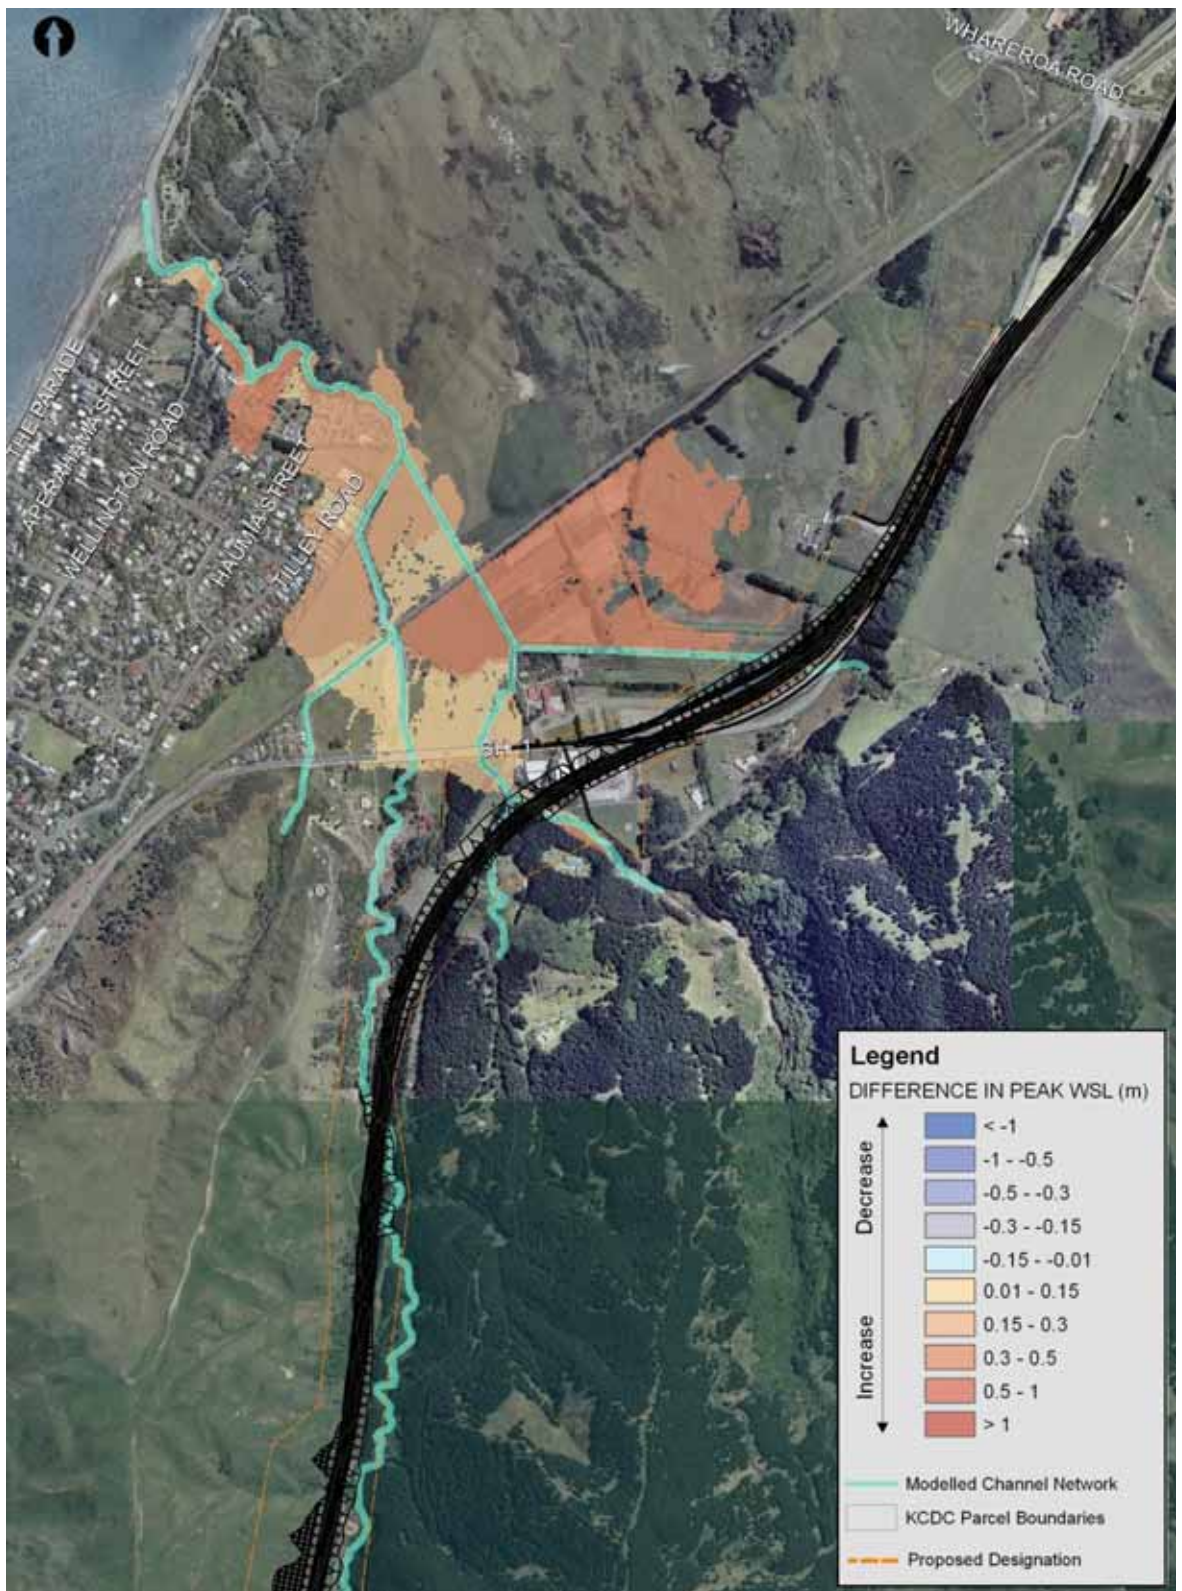 WHAREROA ROAD
THE PARADE
APERAHAMA STREET
WELLINGTON ROAD
HAUMIA STREET
TILLEY ROAD
SH 1
Legend
DIFFERENCE IN PEAK WSL (m)
Decrease
Increase
< -1
-1 - -0.5
-0.5 - -0.3
-0.3 - -0.15
-0.15 - -0.01
0.01 - 0.15
0.15 - 0.3
0.3 - 0.5
0.5 - 1
> 1
Modelled Channel Network
KCDC Parcel Boundaries
Proposed Designation